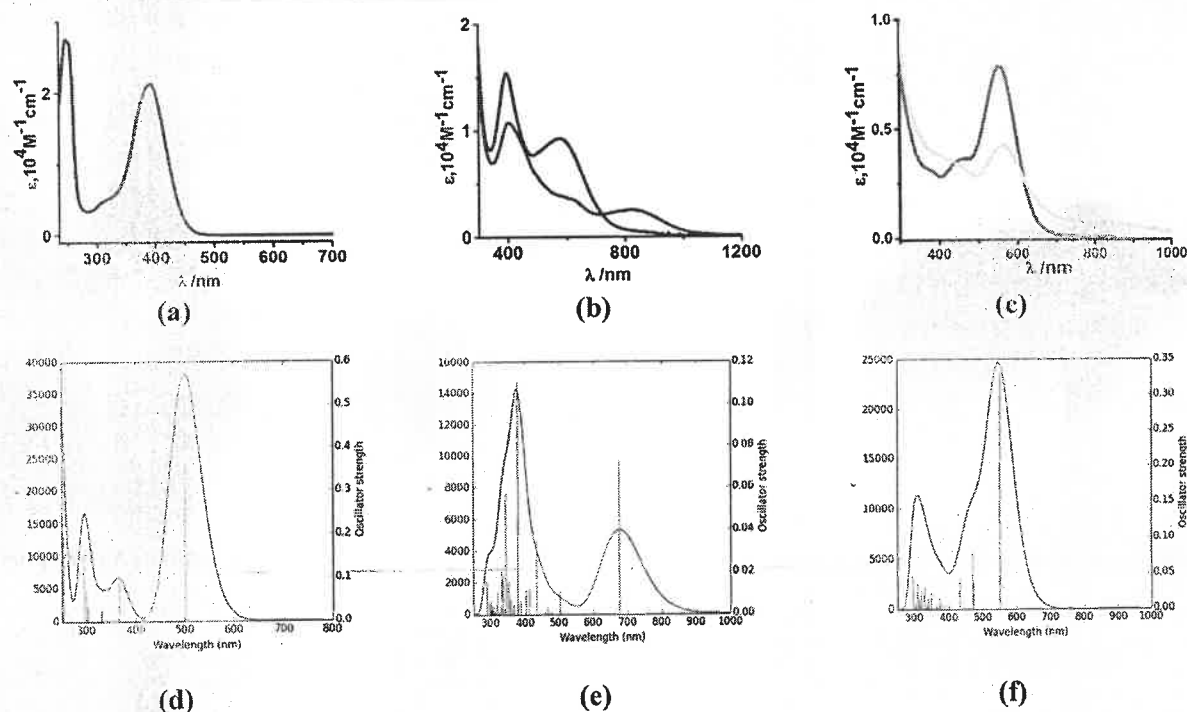 ε,10⁴M⁻¹cm⁻¹
2
0
300 400 500 600 700
λ /nm
(a)
ε,10⁴M⁻¹cm⁻¹
2
1
0
400 800 1200
λ /nm
(b)
ε,10⁴M⁻¹cm⁻¹
1.0
0.5
0.0
400 600 800 1000
λ /nm
(c)
40000
35000
30000
25000
20000
15000
10000
5000
0
300 400 500 600 700 800
Wavelength (nm)
0.6
0.5
0.4
0.3
0.2
0.1
0.0
Oscillator strength
(d)
16000
14000
12000
10000
8000
6000
4000
2000
0
300 400 500 600 700 800 900 1000
Wavelength (nm)
0.12
0.10
0.08
0.06
0.04
0.02
0.00
Oscillator strength
(e)
25000
20000
15000
10000
5000
0
300 400 500 600 700 800 900 1000
Wavelength (nm)
0.35
0.30
0.25
0.20
0.15
0.10
0.05
0.00
Oscillator strength
(f)